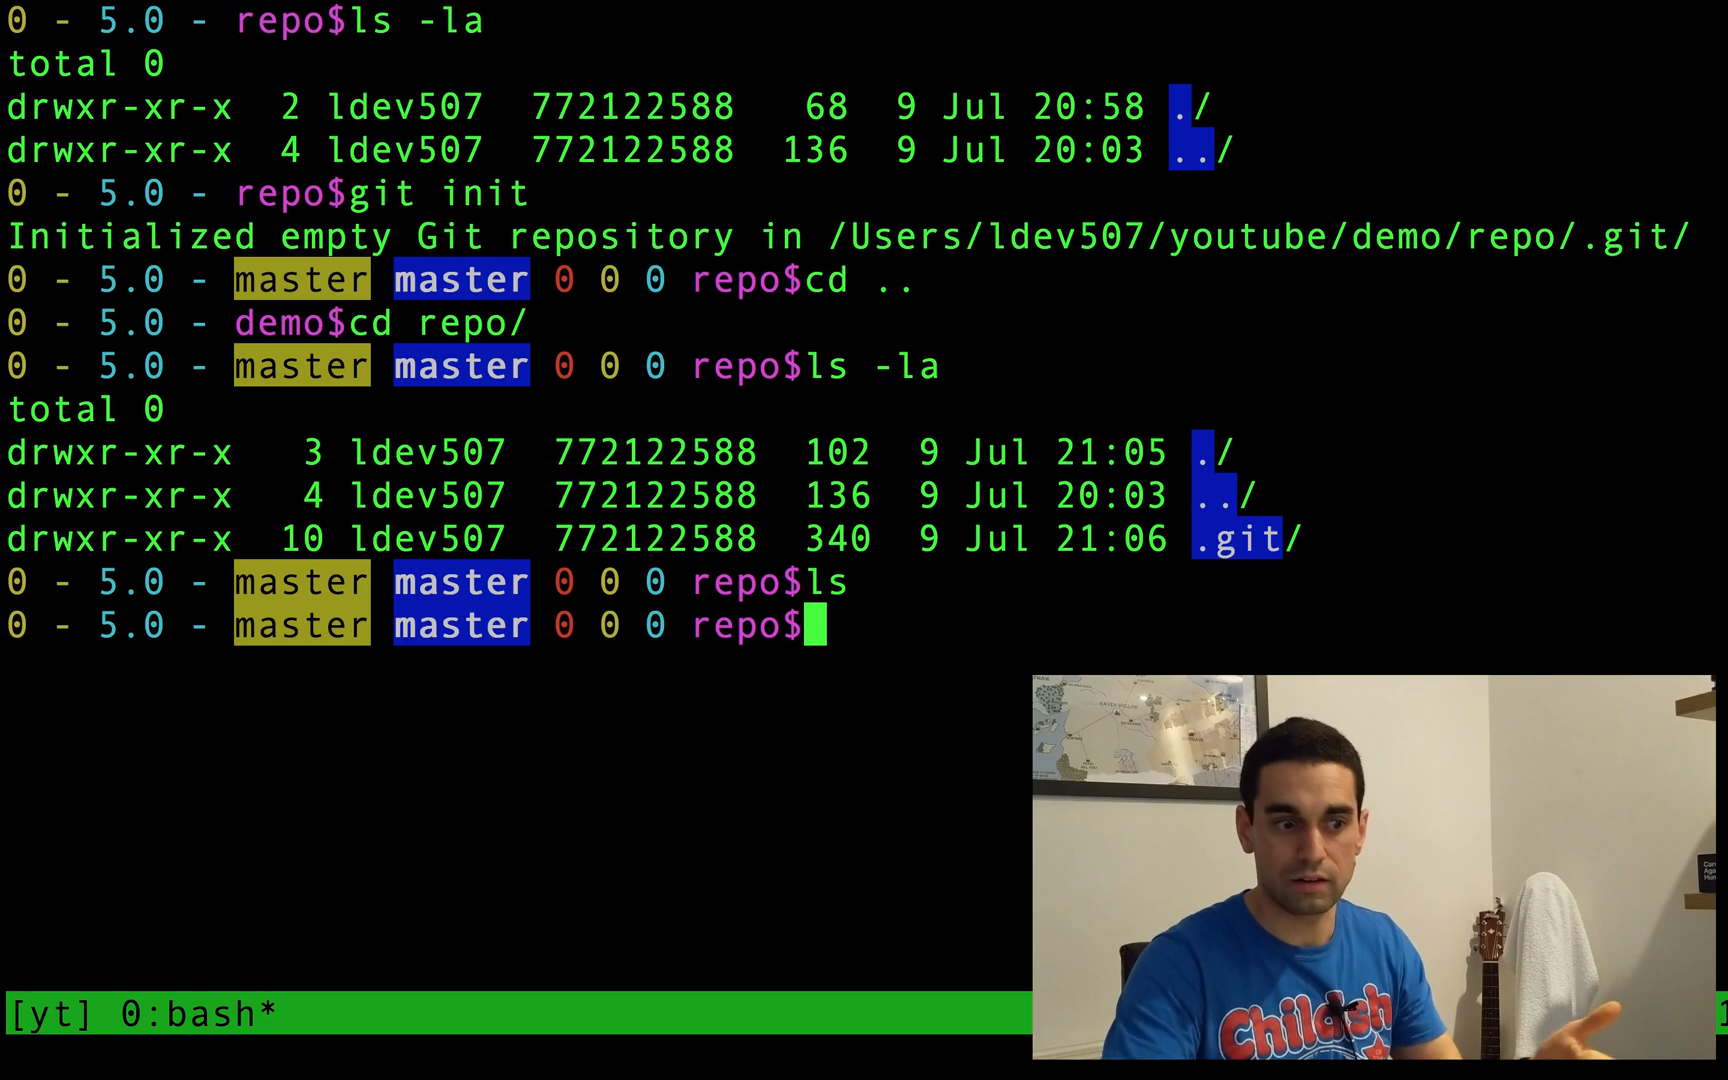 0 - 5.0 - repo$ls -la
total 0
drwxr-xr-x 2 ldev507 772122588 68 9 Jul 20:58 ./
drwxr-xr-x 4 ldev507 772122588 136 9 Jul 20:03 ../
0 - 5.0 - repo$git init
Initialized empty Git repository in /Users/ldev507/youtube/demo/repo/.git/
0 - 5.0 - master master 0 0 0 repo$cd ..
0 - 5.0 - demo$cd repo/
0 - 5.0 - master master 0 0 0 repo$ls -la
total 0
drwxr-xr-x 3 ldev507 772122588 102 9 Jul 21:05 ./
drwxr-xr-x 4 ldev507 772122588 136 9 Jul 20:03 ../
drwxr-xr-x 10 ldev507 772122588 340 9 Jul 21:06 .git/
0 - 5.0 - master master 0 0 0 repo$ls
0 - 5.0 - master master 0 0 0 repo$
Childish
[yt] 0:bash*